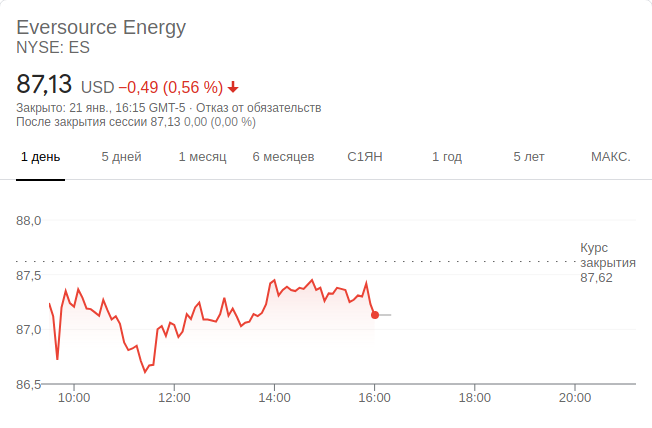 Eversource Energy
NYSE: ES
87,13 USD −0,49 (0,56 %)
Закрыто: 21 янв., 16:15 GMT-5 · Отказ от обязательств
После закрытия сессии 87,13 0,00 (0,00 %)
1 день 5 дней 1 месяц 6 месяцев С1ЯН 1 год 5 лет МАКС.
88,0
Курс
закрытия
87,62
87,5
87,0
86,5
10:00 12:00 14:00 16:00 18:00 20:00